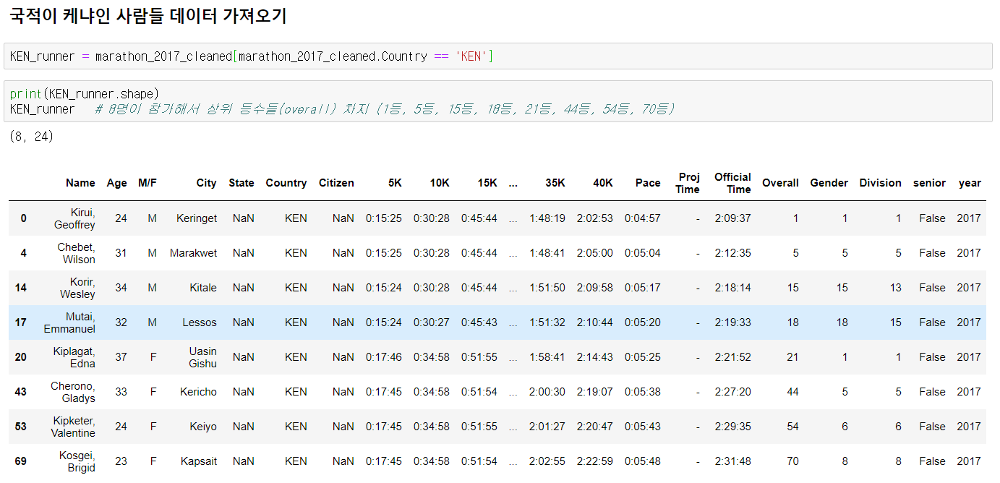 국적이 케냐인 사람들 데이터 가져오기
KEN_runner = marathon_2017_cleaned[marathon_2017_cleaned.Country == 'KEN']
print(KEN_runner.shape)
KEN_runner # 8명이 참가해서 상위 등수들(overall) 차지 (1등, 5등, 15등, 18등, 21등, 44등, 54등, 70등)
(8, 24)
Name Age M/F City State Country Citizen 5K 10K 15K ... 35K 40K Pace Proj Time Official Time Overall Gender Division senior year
0 Kirui, Geoffrey 24 M Keringet NaN KEN NaN 0:15:25 0:30:28 0:45:44 ... 1:48:19 2:02:53 0:04:57 - 2:09:37 1 1 1 False 2017
4 Chebet, Wilson 31 M Marakwet NaN KEN NaN 0:15:25 0:30:28 0:45:44 ... 1:48:41 2:05:00 0:05:04 - 2:12:35 5 5 5 False 2017
14 Korir, Wesley 34 M Kitale NaN KEN NaN 0:15:24 0:30:28 0:45:44 ... 1:51:50 2:09:58 0:05:17 - 2:18:14 15 15 13 False 2017
17 Mutai, Emmanuel 32 M Lessos NaN KEN NaN 0:15:24 0:30:27 0:45:43 ... 1:51:32 2:10:44 0:05:20 - 2:19:33 18 18 15 False 2017
20 Kiplagat, Edna 37 F Uasin Gishu NaN KEN NaN 0:17:46 0:34:58 0:51:55 ... 1:58:41 2:14:43 0:05:25 - 2:21:52 21 1 1 False 2017
43 Cherono, Gladys 33 F Kericho NaN KEN NaN 0:17:45 0:34:58 0:51:54 ... 2:00:30 2:19:07 0:05:38 - 2:27:20 44 5 5 False 2017
53 Kipketer, Valentine 24 F Keiyo NaN KEN NaN 0:17:45 0:34:58 0:51:55 ... 2:01:27 2:20:47 0:05:43 - 2:29:35 54 6 6 False 2017
69 Kosgei, Brigid 23 F Kapsait NaN KEN NaN 0:17:45 0:34:58 0:51:54 ... 2:02:55 2:22:59 0:05:48 - 2:31:48 70 8 8 False 2017